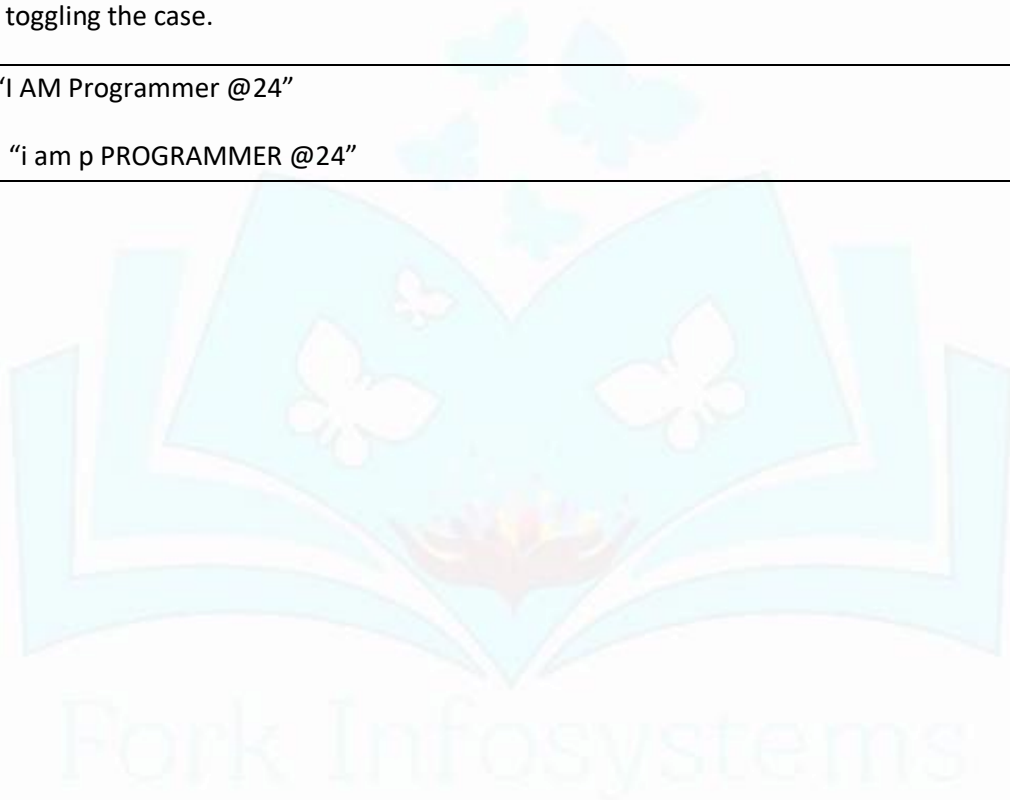 toggling the case.
“I AM Programmer @24”
“i am p PROGRAMMER @24”
Fork Infosystems